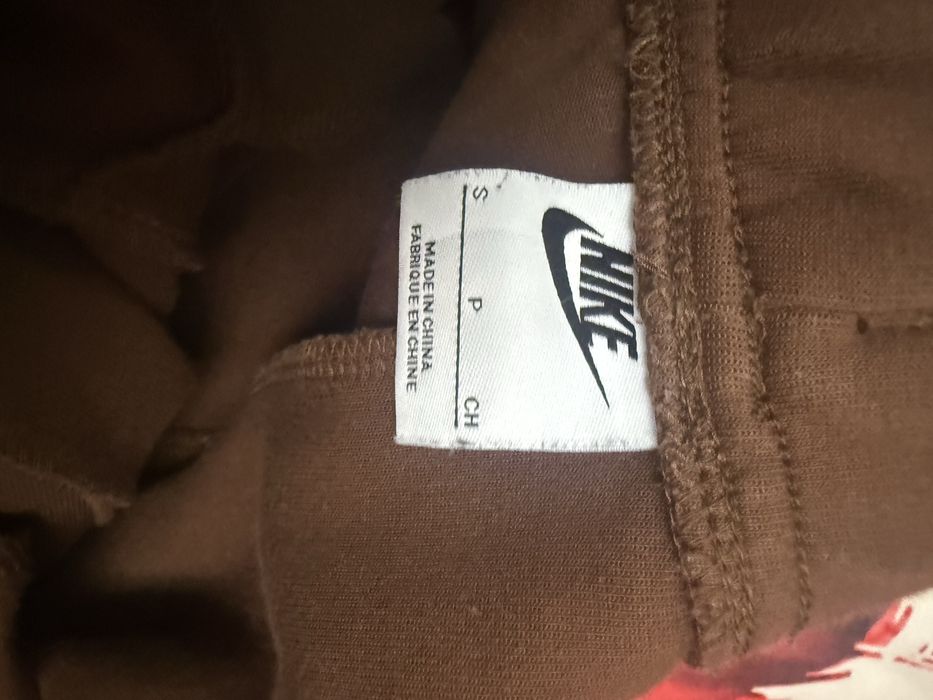 NIKE
S P CH
MADE IN CHINA
FABRIQUE EN CHINE